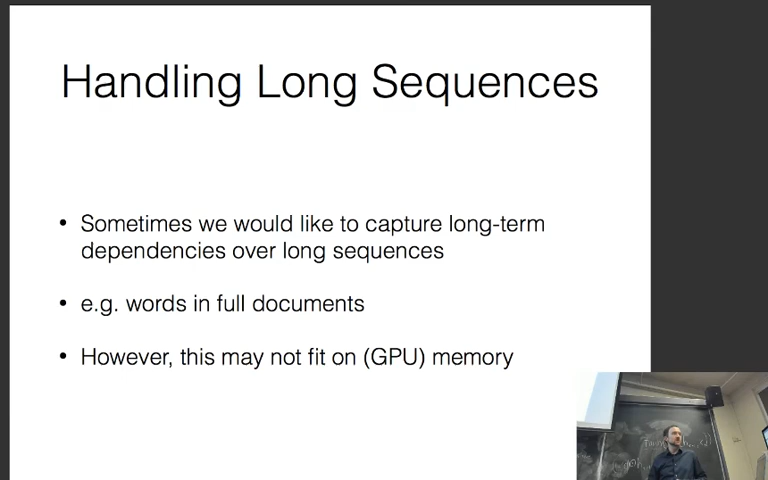 Handling Long Sequences
• Sometimes we would like to capture long-term
dependencies over long sequences
• e.g. words in full documents
• However, this may not fit on (GPU) memory